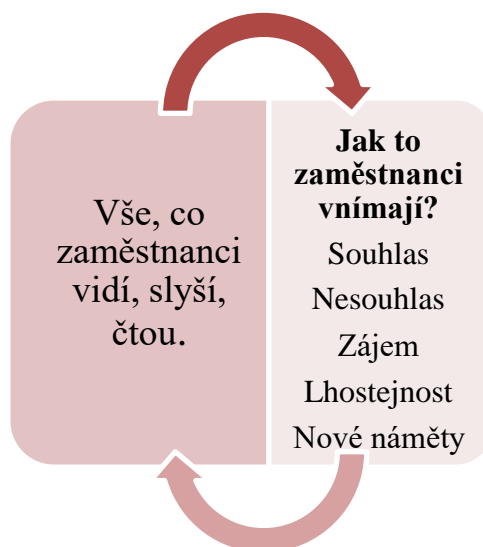 Vše, co
zaměstnanci
vidí, slyší,
čtou.
Jak to
zaměstnanci
vnímají?
Souhlas
Nesouhlas
Zájem
Lhostejnost
Nové náměty